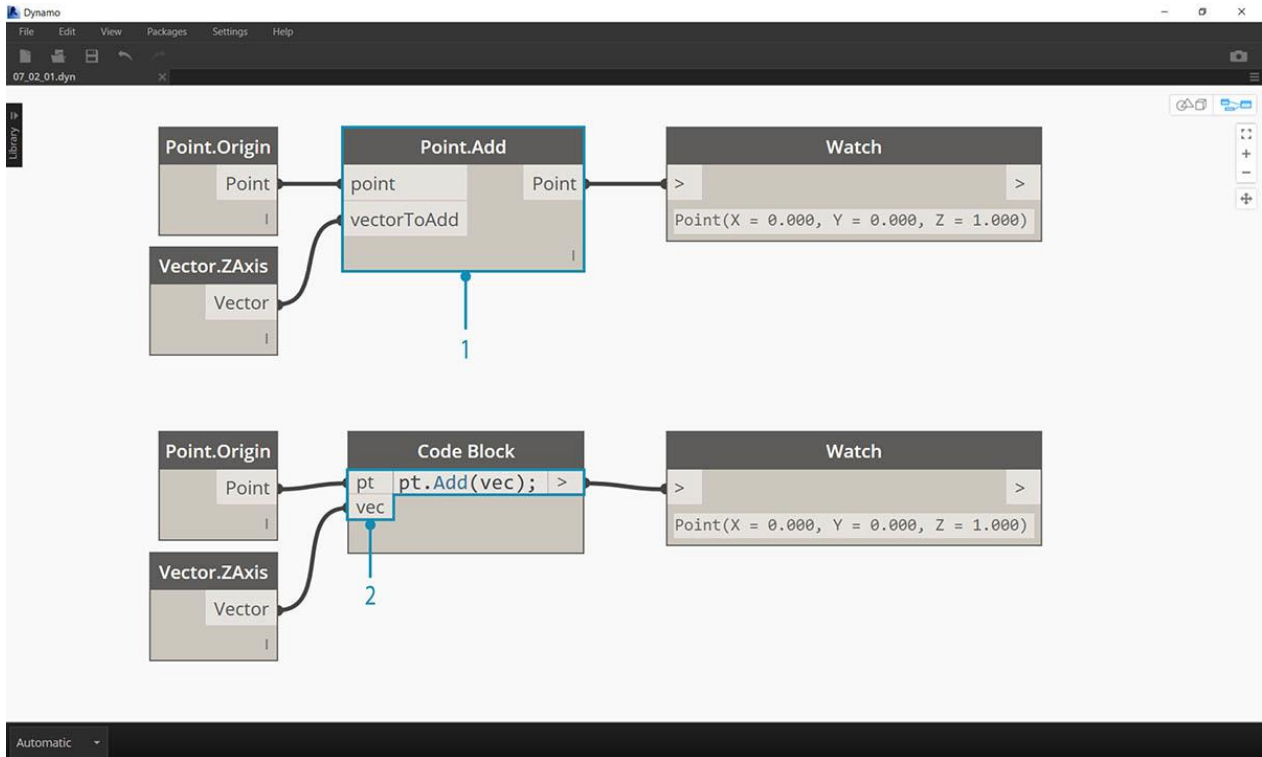 Dynamo
File Edit View Packages Settings Help
07_02_01.dyn
Library
Point.Origin
Point
Vector.ZAxis
Vector
Point.Add
point Point
vectorToAdd
1
Watch
> >
Point(X = 0.000, Y = 0.000, Z = 1.000)
Point.Origin
Point
Vector.ZAxis
Vector
Code Block
pt pt.Add(vec); >
vec
2
Watch
> >
Point(X = 0.000, Y = 0.000, Z = 1.000)
Automatic